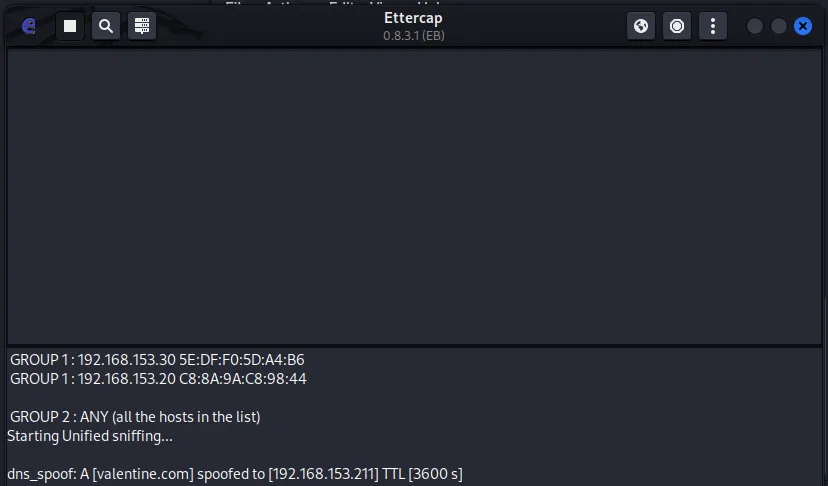 Ettercap
0.8.3.1 (EB)
GROUP 1 : 192.168.153.30 5E:DF:F0:5D:A4:B6
GROUP 1 : 192.168.153.20 C8:8A:9A:C8:98:44
GROUP 2 : ANY (all the hosts in the list)
Starting Unified sniffing...
dns_spoof: A [valentine.com] spoofed to [192.168.153.211] TTL [3600 s]